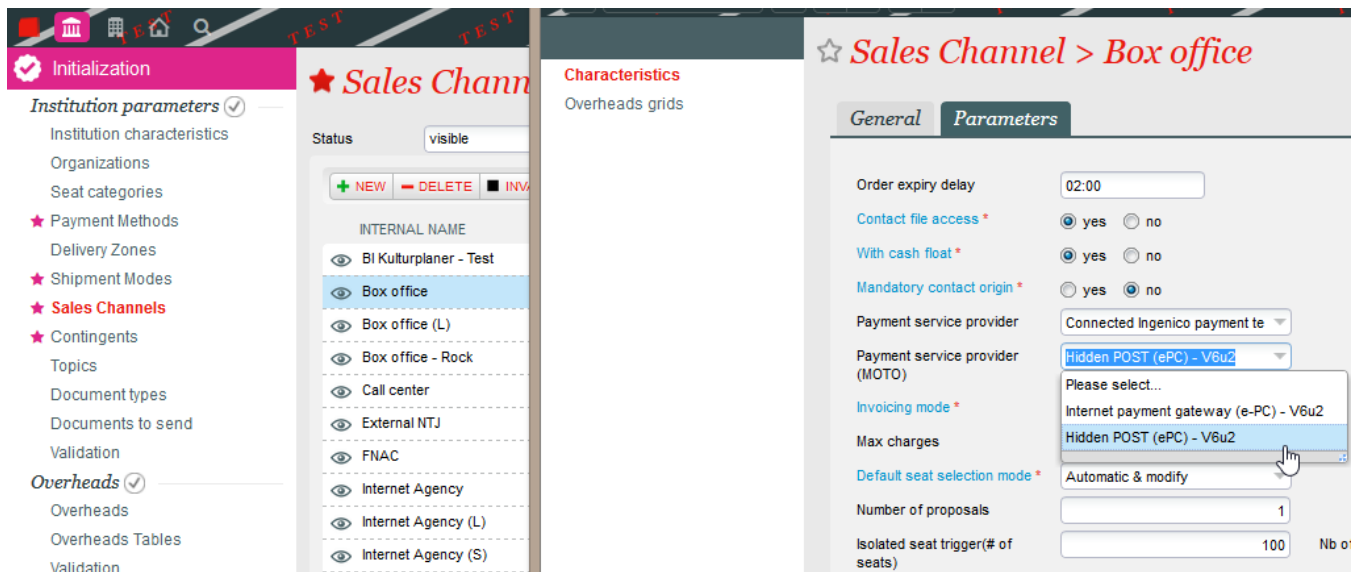 TEST
TEST
TEST
Initialization
Institution parameters
Institution characteristics
Organizations
Seat categories
Payment Methods
Delivery Zones
Shipment Modes
Sales Channels
Contingents
Topics
Document types
Documents to send
Validation
Overheads
Overheads
Overheads Tables
Validation
Sales Chann
Status visible
NEW DELETE INVA
INTERNAL NAME
BI Kulturplaner - Test
Box office
Box office (L)
Box office - Rock
Call center
External NTJ
FNAC
Internet Agency
Internet Agency (L)
Internet Agency (S)
Characteristics
Overheads grids
Sales Channel > Box office
General Parameters
Order expiry delay 02:00
Contact file access * yes no
With cash float * yes no
Mandatory contact origin * yes no
Payment service provider Connected Ingenico payment te
Payment service provider Hidden POST (ePC) - V6u2
(MOTO)
Please select...
Internet payment gateway (e-PC) - V6u2
Hidden POST (ePC) - V6u2
Invoicing mode *
Max charges
Default seat selection mode * Automatic & modify
Number of proposals 1
Isolated seat trigger(# of 100 Nb of
seats)